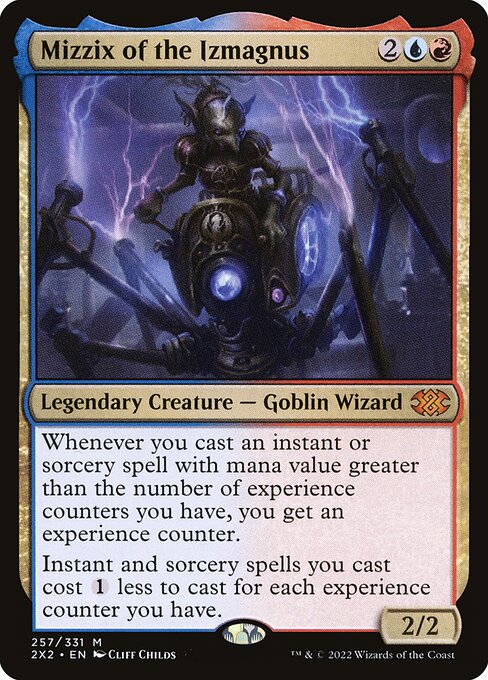 Mizzix of the Izmagnus 2
Legendary Creature — Goblin Wizard
Whenever you cast an instant or
sorcery spell with mana value greater
than the number of experience
counters you have, you get an
experience counter.
Instant and sorcery spells you cast
cost 1 less to cast for each experience
counter you have.
2/2
257/331 M
2X2 • EN Cliff Childs
™ & © 2022 Wizards of the Coast